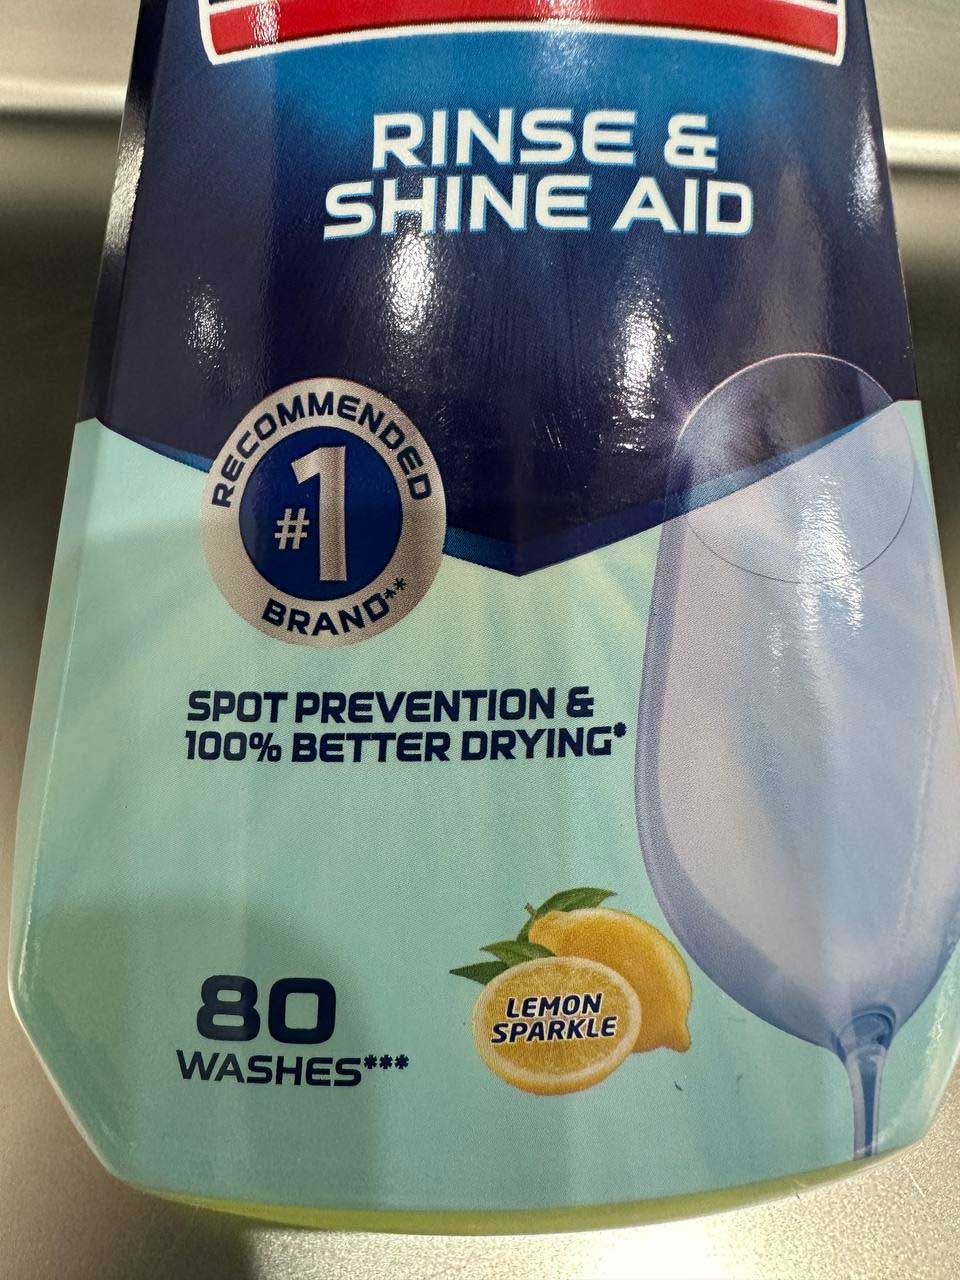 RINSE &
SHINE AID
RECOMMENDED
#1
BRAND**
SPOT PREVENTION &
100% BETTER DRYING*
LEMON
SPARKLE
80
WASHES***